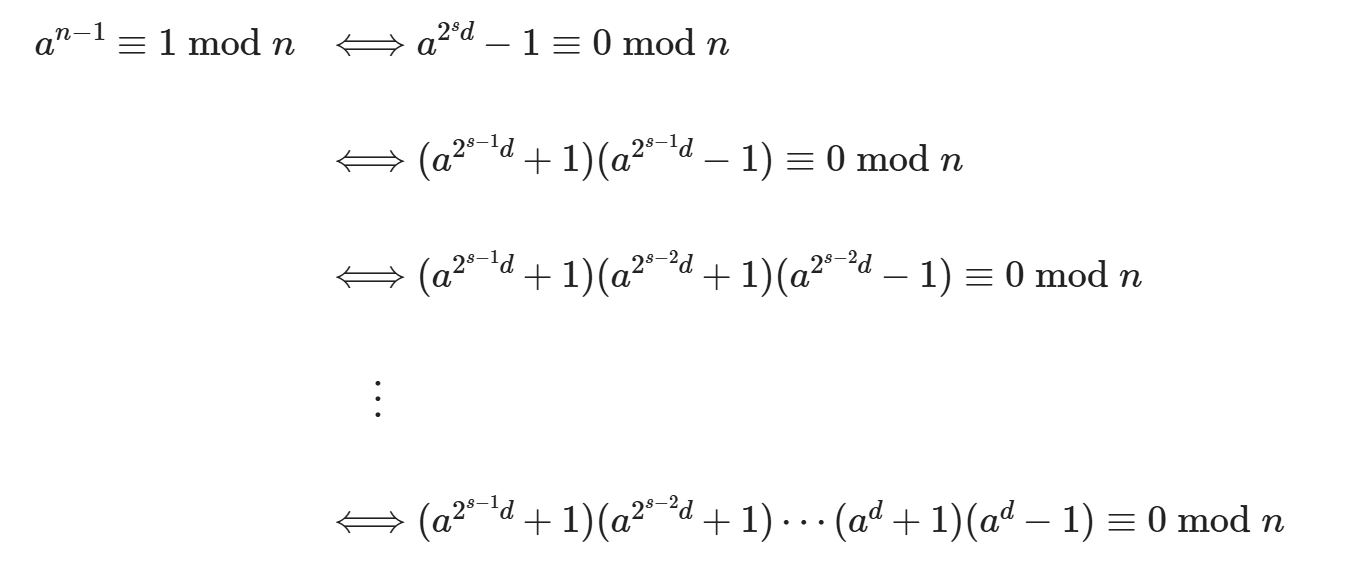 a^{n-1} ≡ 1 mod n ⟺ a^{2^s d} − 1 ≡ 0 mod n
⟺ (a^{2^{s-1}d} + 1)(a^{2^{s-1}d} − 1) ≡ 0 mod n
⟺ (a^{2^{s-1}d} + 1)(a^{2^{s-2}d} + 1)(a^{2^{s-2}d} − 1) ≡ 0 mod n
⋮
⟺ (a^{2^{s-1}d} + 1)(a^{2^{s-2}d} + 1) ⋯ (a^d + 1)(a^d − 1) ≡ 0 mod n